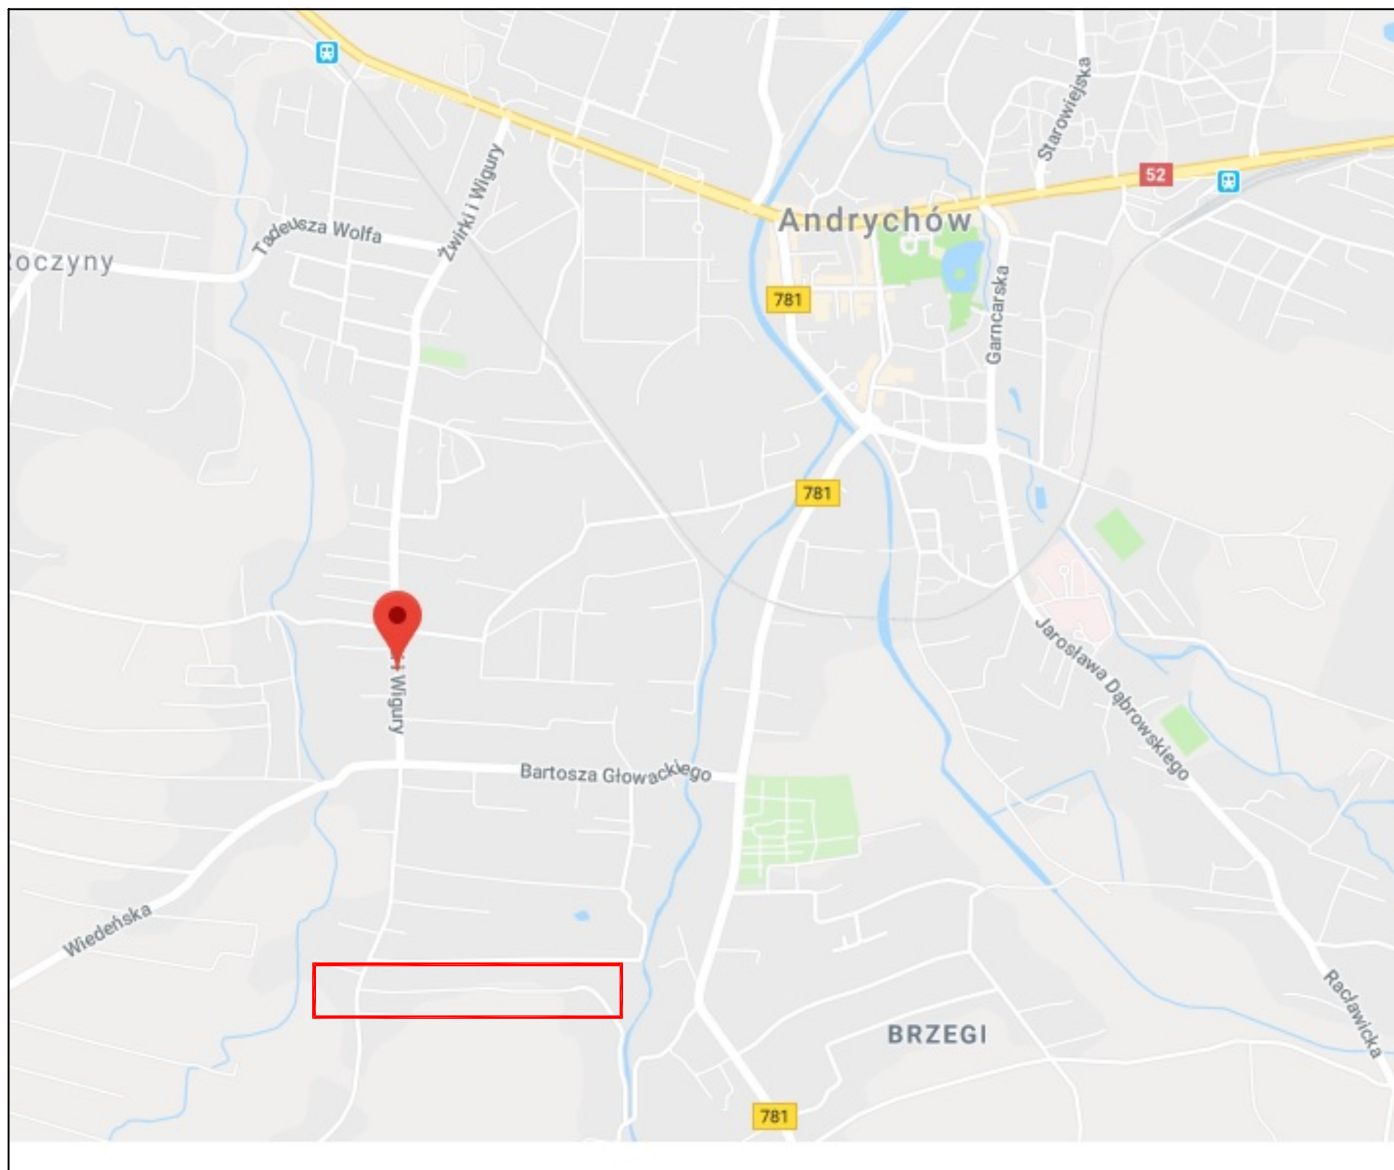 Starowiejska
52
Żwirki i Wigury
Andrychów
Tadeusza Wolfa
Roczyny
781
Garncarska
781
Jarosława Dąbrowskiego
i Wigury
Bartosza Głowackiego
Wiedeńska
Racławicka
BRZEGI
781